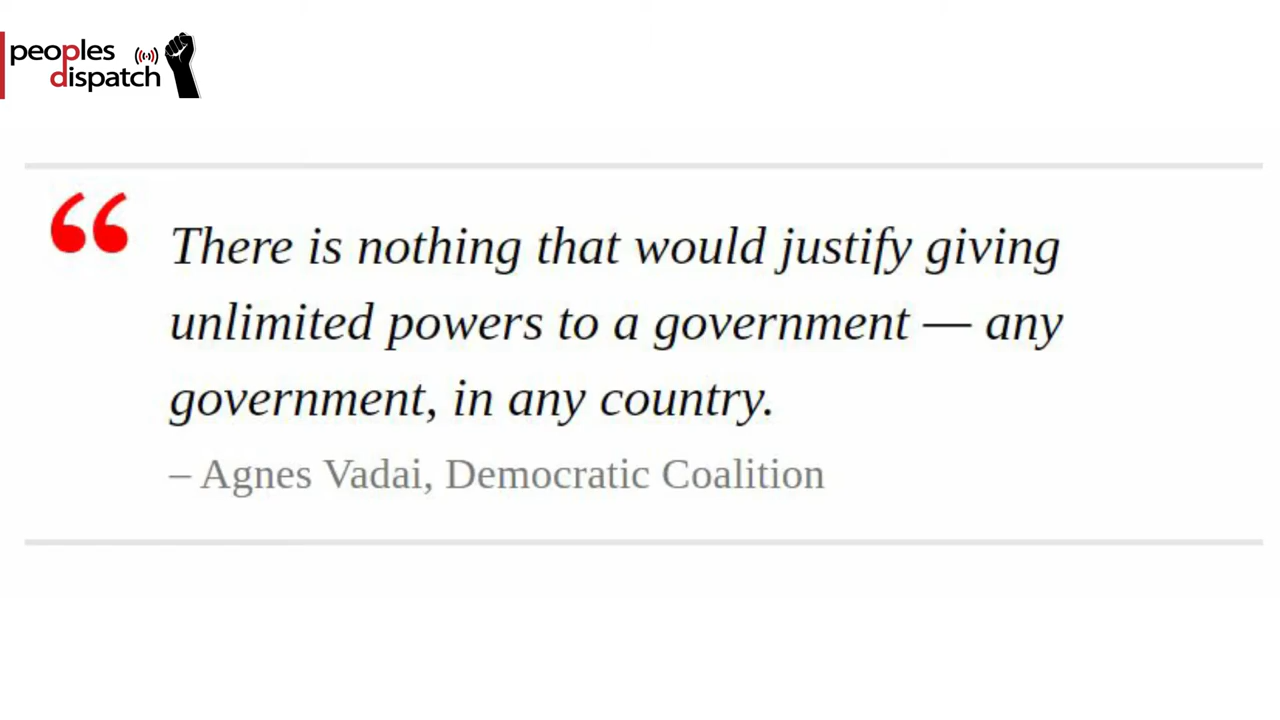 peoples
dispatch
“ There is nothing that would justify giving
unlimited powers to a government — any
government, in any country.
– Agnes Vadai, Democratic Coalition